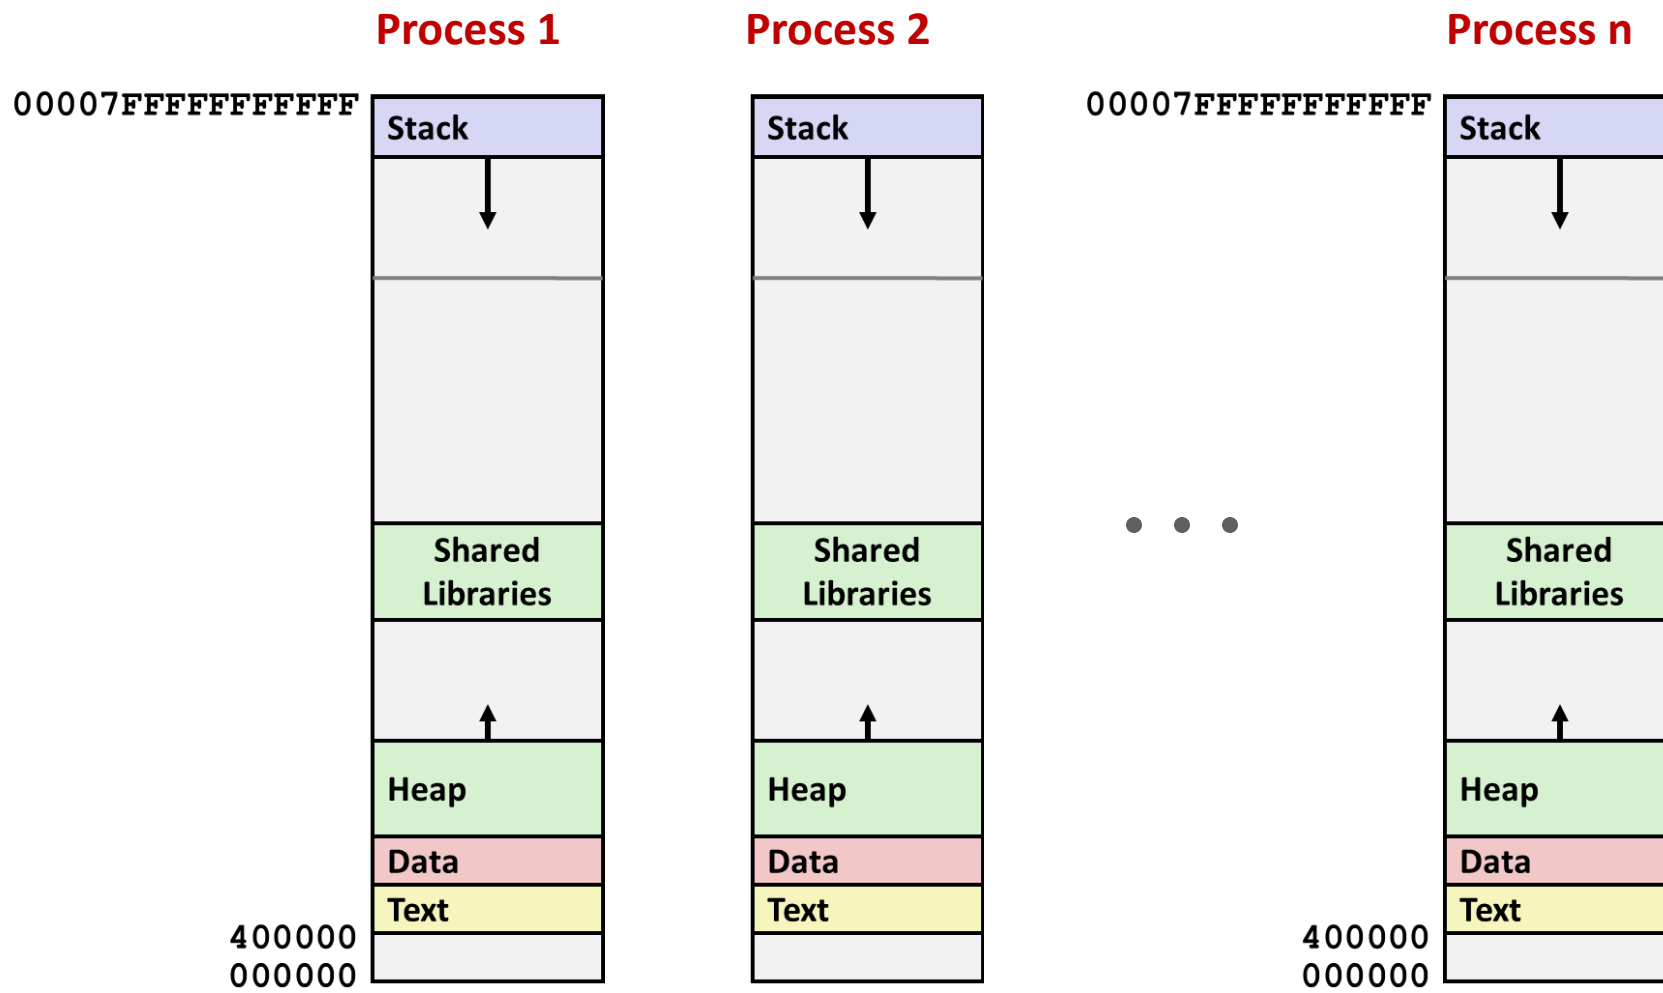 Process 1
Process 2
Process n
00007FFFFFFFFFFF
Stack
Stack
00007FFFFFFFFFFF
Stack
Shared
Libraries
Shared
Libraries
Shared
Libraries
Heap
Heap
Heap
Data
Data
Data
Text
Text
Text
400000
400000
000000
000000